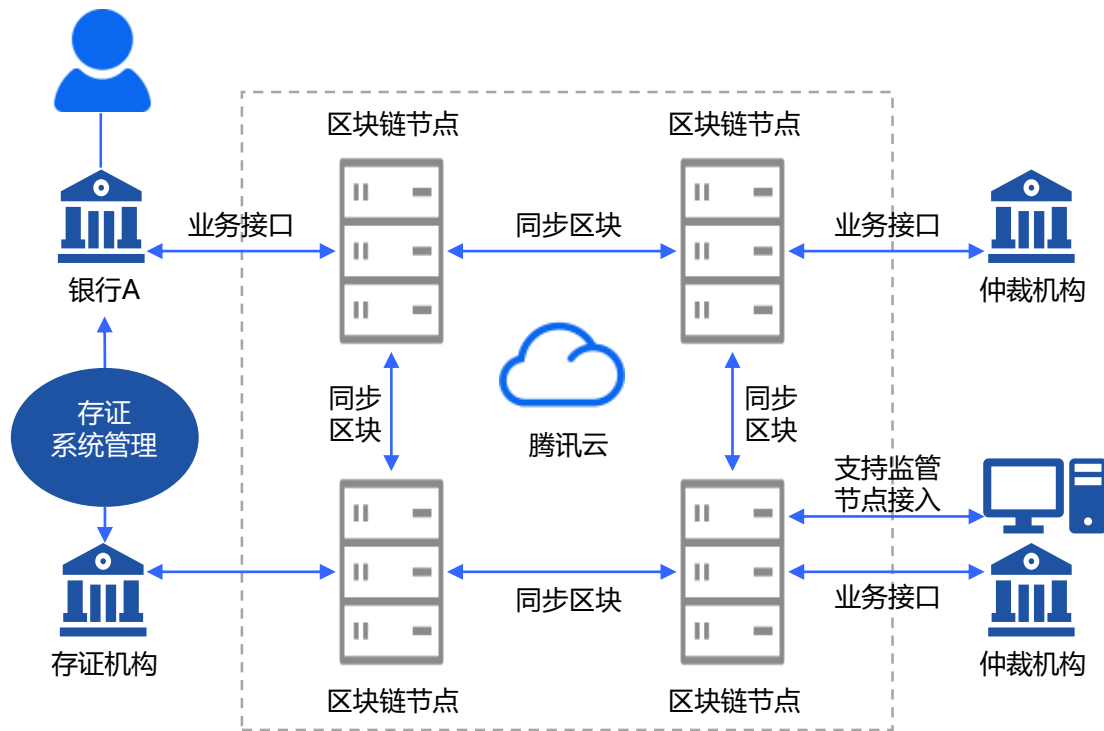 区块链节点
区块链节点
业务接口
同步区块
业务接口
银行A
仲裁机构
同步
区块
同步
区块
存证
系统管理
腾讯云
支持监管
节点接入
同步区块
业务接口
存证机构
仲裁机构
区块链节点
区块链节点